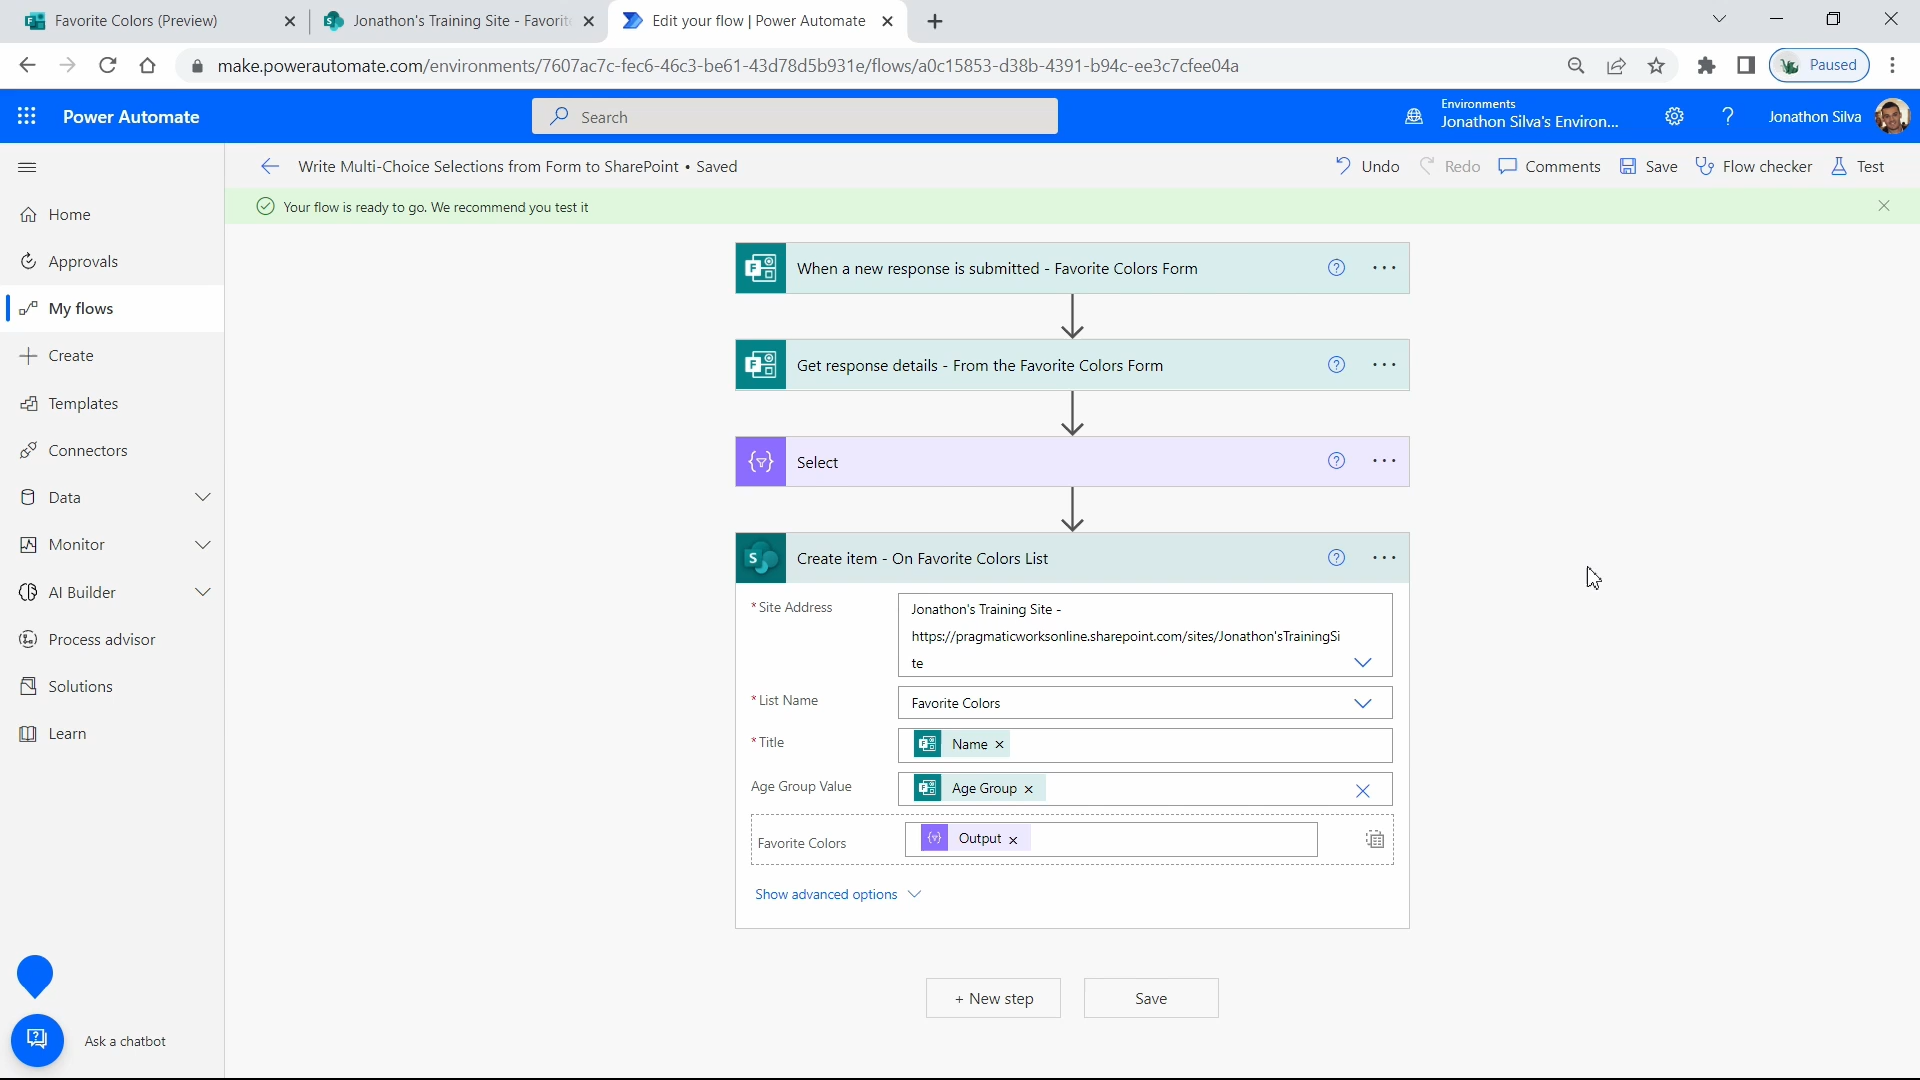 Favorite Colors (Preview)
Jonathon's Training Site - Favorit
Edit your flow | Power Automate
make.powerautomate.com/environments/7607ac7c-fec6-46c3-be61-43d78d5b931e/flows/a0c15853-d38b-4391-b94c-ee3c7cfee04a
Paused
Power Automate
Search
Environments
Jonathon Silva's Environ...
Jonathon Silva
Write Multi-Choice Selections from Form to SharePoint • Saved
Undo
Redo
Comments
Save
Flow checker
Test
Your flow is ready to go. We recommend you test it
Home
Approvals
My flows
Create
Templates
Connectors
Data
Monitor
AI Builder
Process advisor
Solutions
Learn
Ask a chatbot
When a new response is submitted - Favorite Colors Form
Get response details - From the Favorite Colors Form
Select
Create item - On Favorite Colors List
* Site Address
Jonathon's Training Site -
https://pragmaticworksonline.sharepoint.com/sites/Jonathon'sTrainingSi
te
* List Name
Favorite Colors
* Title
Name
Age Group Value
Age Group
Favorite Colors
Output
Show advanced options
+ New step
Save